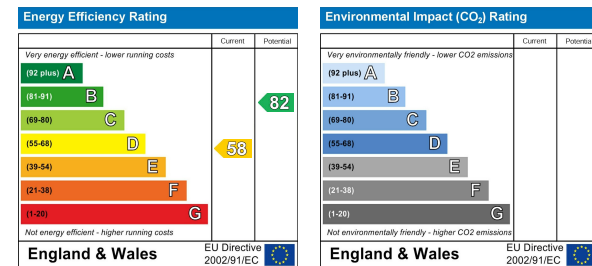 Energy Efficiency Rating
Current Potential
Very energy efficient - lower running costs
(92 plus) A
(81-91) B
(69-80) C
(55-68) D
(39-54) E
(21-38) F
(1-20) G
82
58
Not energy efficient - higher running costs
England & Wales
EU Directive
2002/91/EC
Environmental Impact (CO₂) Rating
Current Potential
Very environmentally friendly - lower CO2 emissions
(92 plus) A
(81-91) B
(69-80) C
(55-68) D
(39-54) E
(21-38) F
(1-20) G
Not environmentally friendly - higher CO2 emissions
England & Wales
EU Directive
2002/91/EC